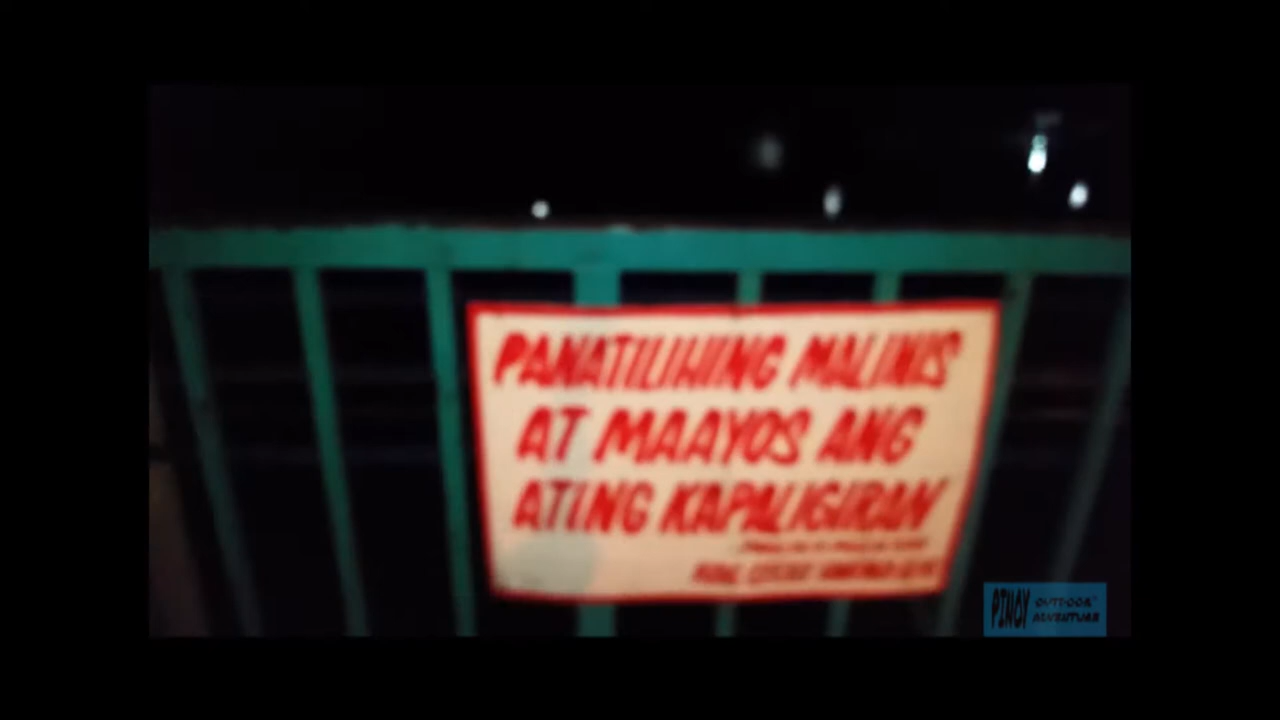 PANATILIHING MALINIS
AT MAAYOS ANG
ATING KAPALIGIRAN
PINOY OUTDOOR
ADVENTURE